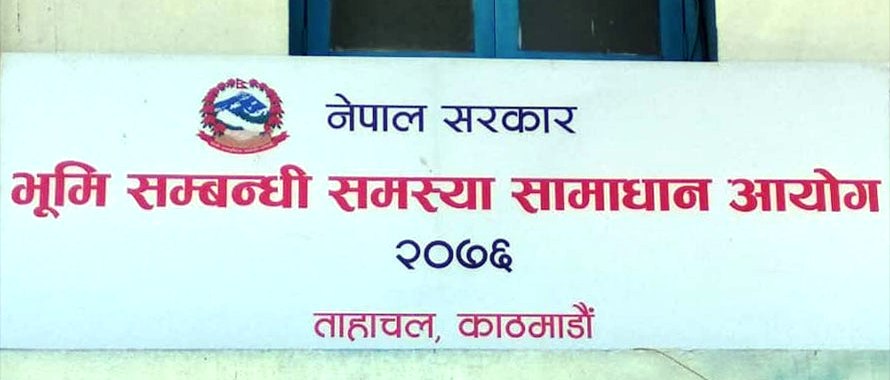 नेपाल सरकार
भूमि सम्बन्धी समस्या सामाधान आयोग
२०७६
ताहाचल, काठमाडौं